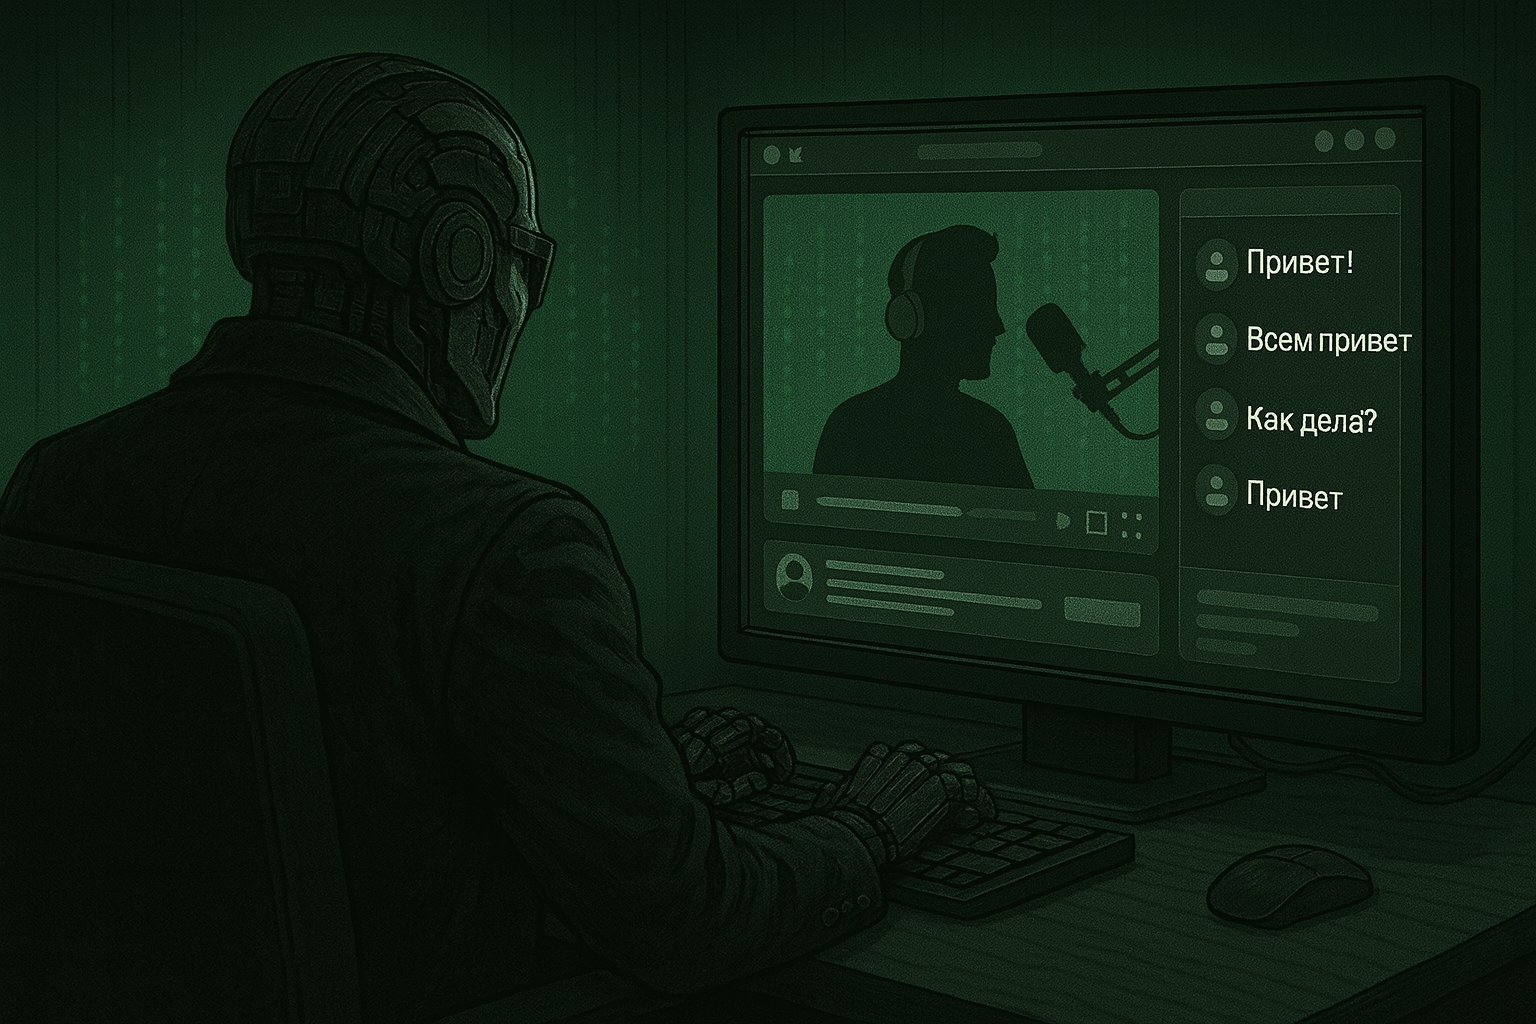 Привет!
Всем привет
Как дела?
Привет